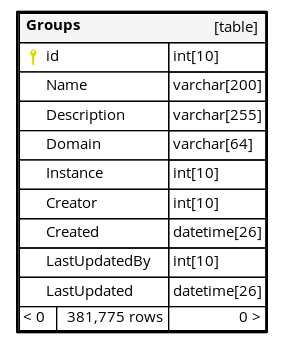 Groups [table]
id int[10]
Name varchar[200]
Description varchar[255]
Domain varchar[64]
Instance int[10]
Creator int[10]
Created datetime[26]
LastUpdatedBy int[10]
LastUpdated datetime[26]
< 0 381,775 rows 0 >